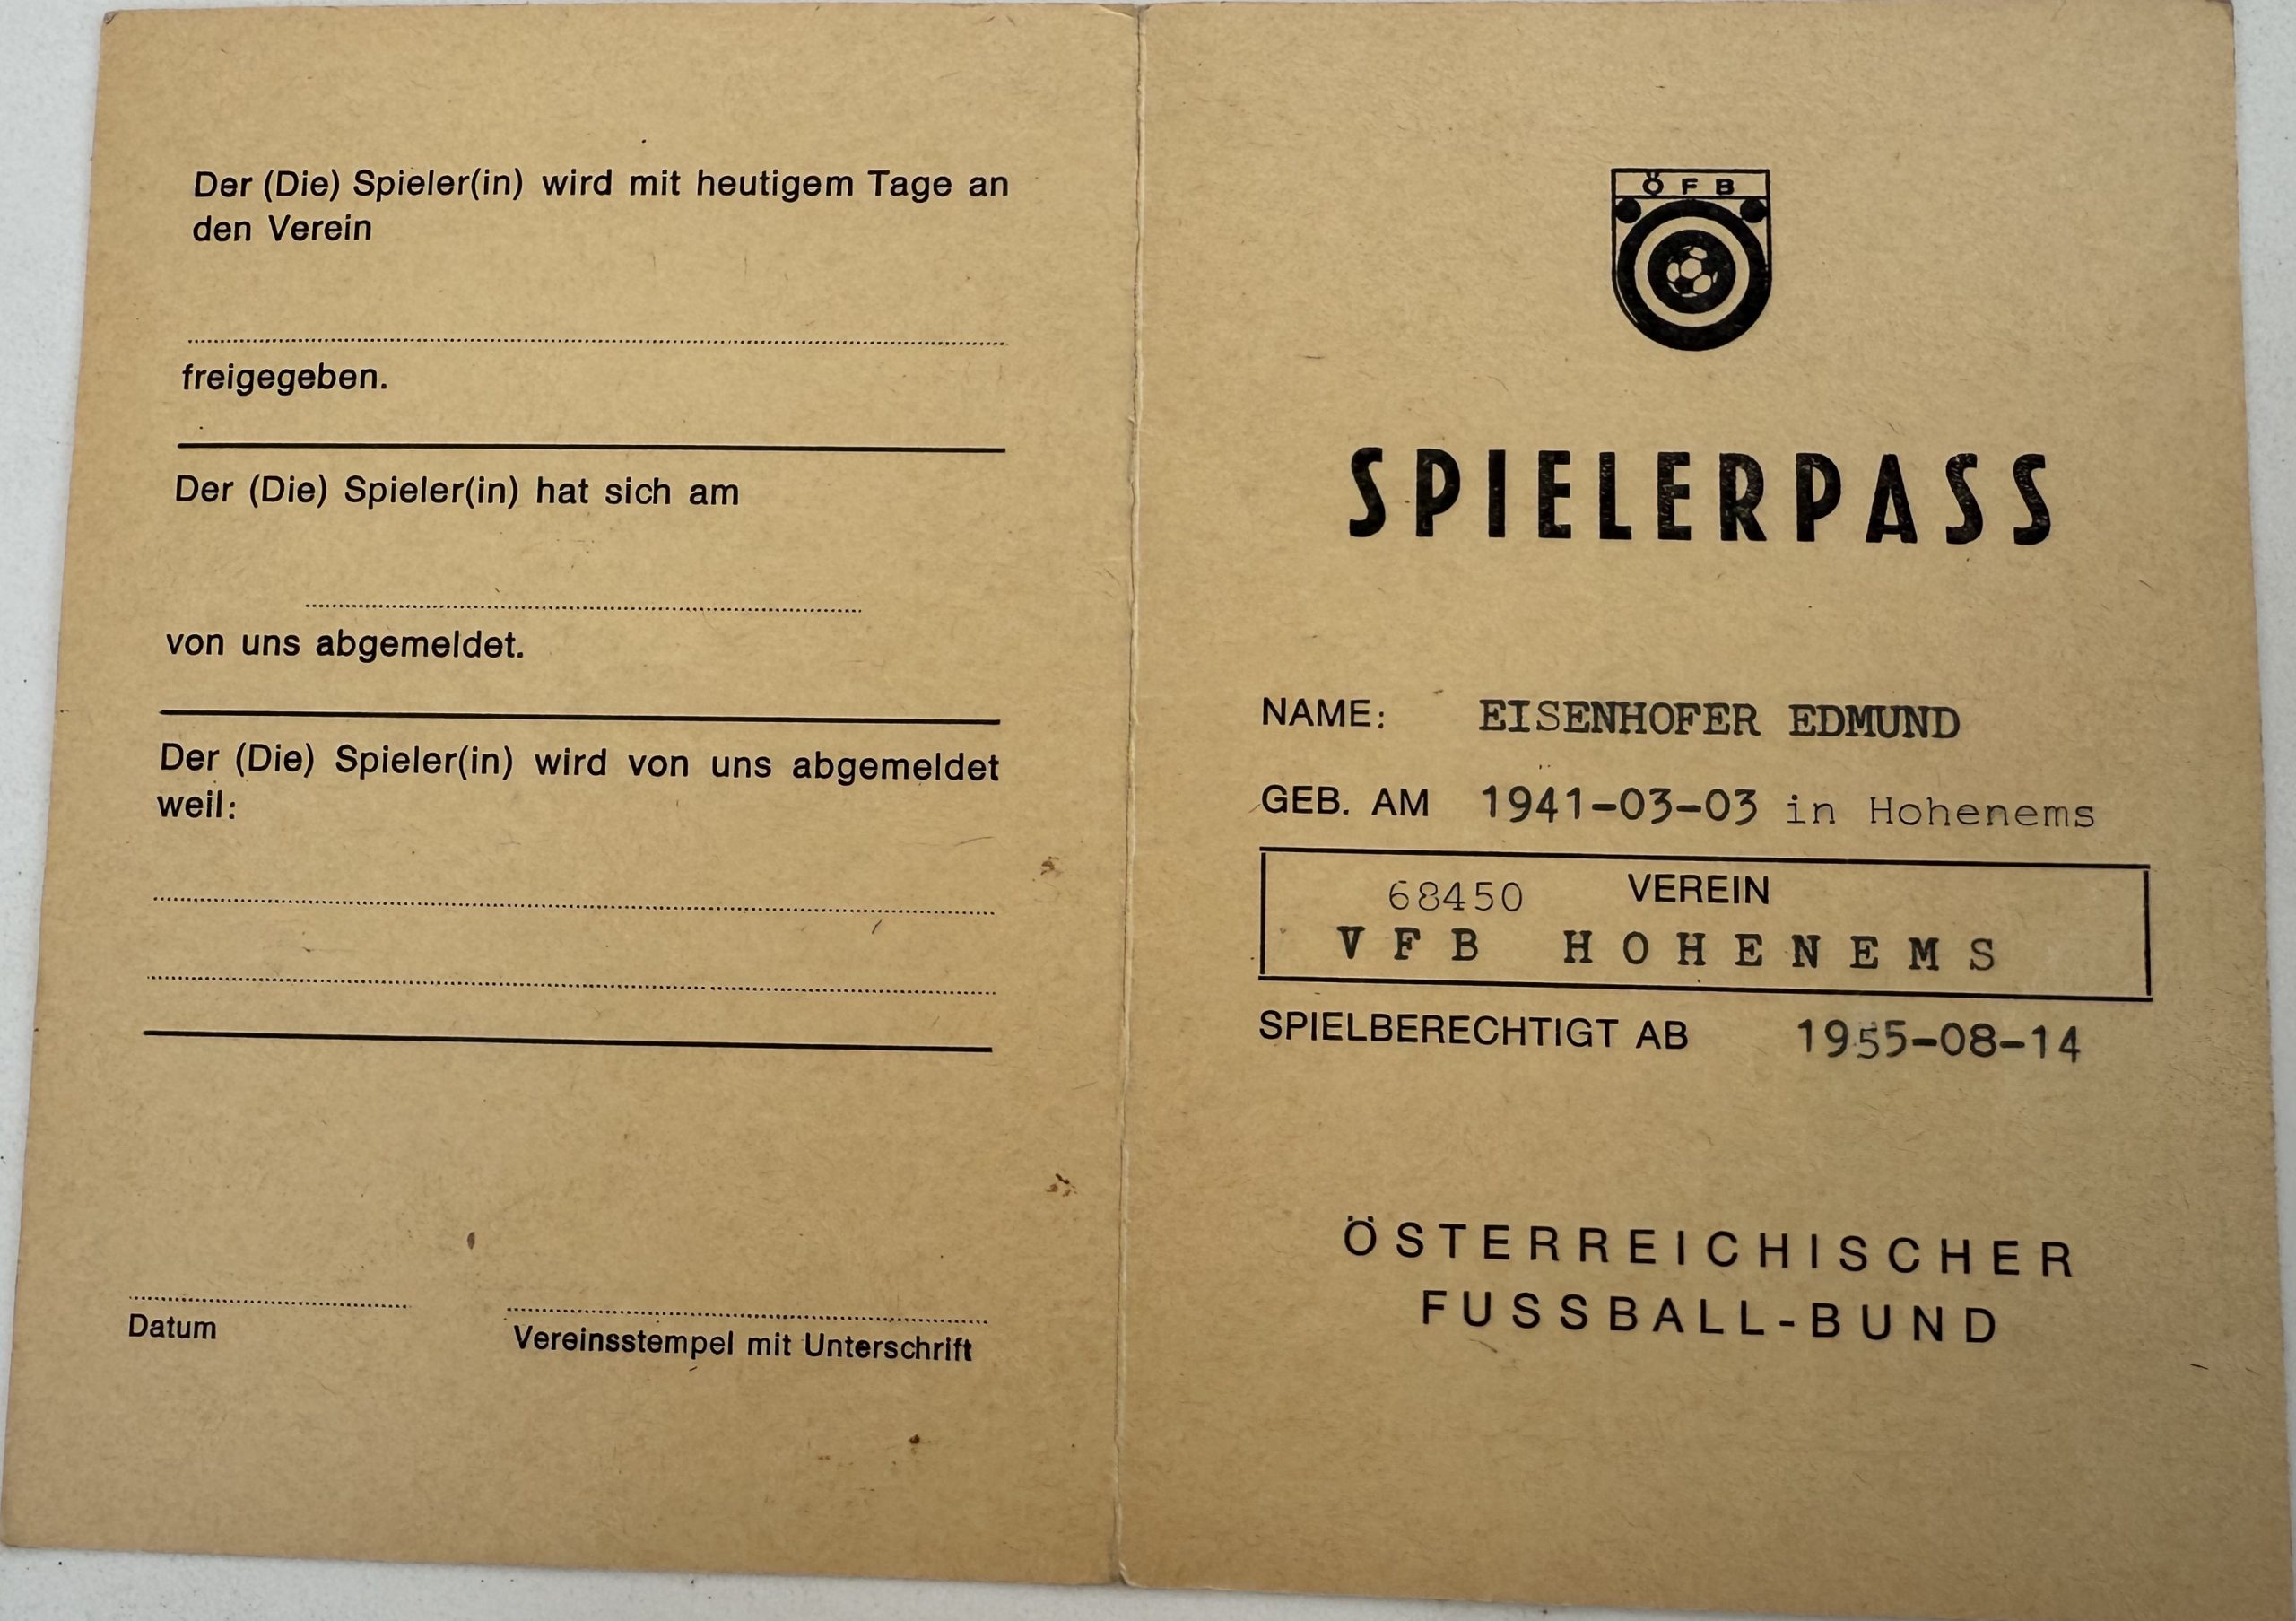 Der (Die) Spieler(in) wird mit heutigem Tage an
den Verein
freigegeben.
Der (Die) Spieler(in) hat sich am
von uns abgemeldet.
Der (Die) Spieler(in) wird von uns abgemeldet
weil:
Datum
Vereinsstempel mit Unterschrift
ÖFB
SPIELERPASS
NAME: EISENHOFER EDMUND
GEB. AM 1941-03-03 in Hohenems
68450 VEREIN
VFB HOHENEMS
SPIELBERECHTIGT AB 1955-08-14
ÖSTERREICHISCHER
FUSSBALL-BUND